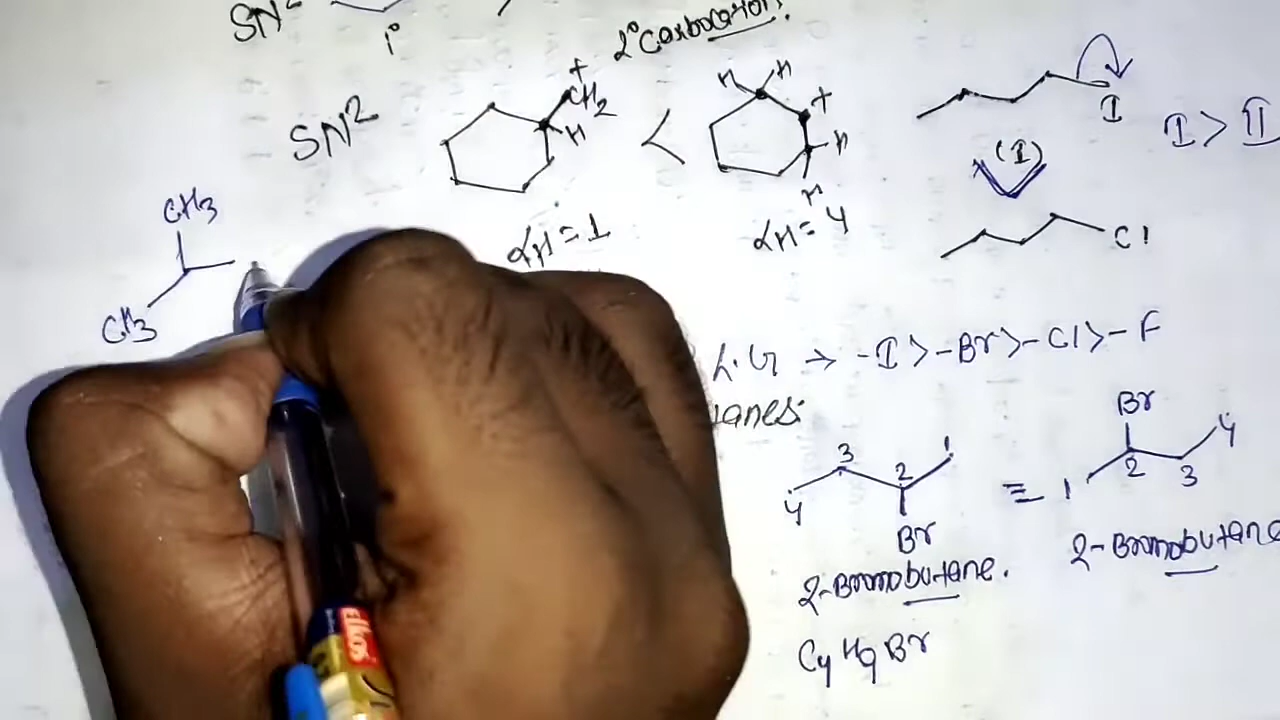 SN²
1°
2° Carbocation.
SN²
+
CH₂
H
<
H H
+
H
H
αH = 1
αH = 4
I
(I)
Cl
I > II
CH₃
CH₃
L.G → -I > -Br > -Cl > -F
4 3 2 1
Br
2-Bromobutane.
C₄H₉Br
≡
Br
1 2 3 4
2-Bromobutane
Elkos